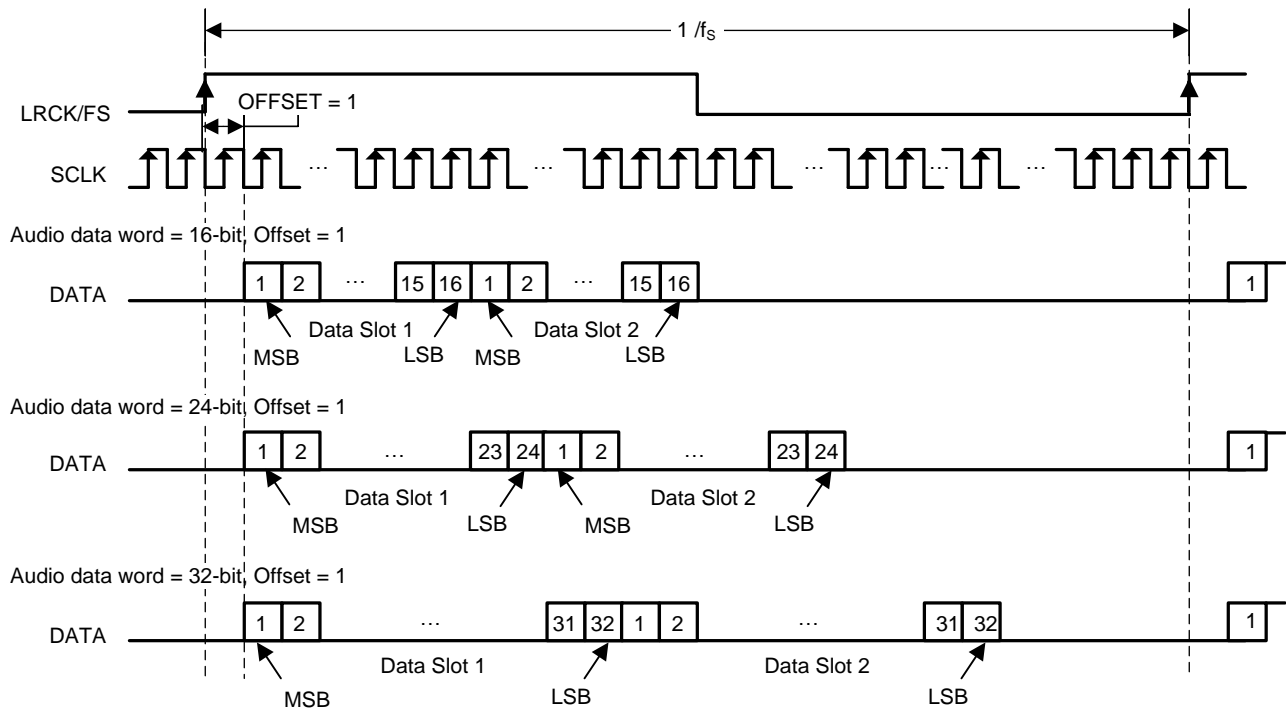 1 /fS
LRCK/FS
OFFSET = 1
SCLK
... ... ... ... ...
Audio data word = 16-bit, Offset = 1
DATA
1 2 ... 15 16 1 2 ... 15 16 1
Data Slot 1 Data Slot 2
MSB LSB MSB LSB
Audio data word = 24-bit, Offset = 1
DATA
1 2 ... 23 24 1 2 ... 23 24 1
Data Slot 1 Data Slot 2
MSB LSB MSB LSB
Audio data word = 32-bit, Offset = 1
DATA
1 2 ... 31 32 1 2 ... 31 32 1
Data Slot 1 Data Slot 2
MSB LSB LSB